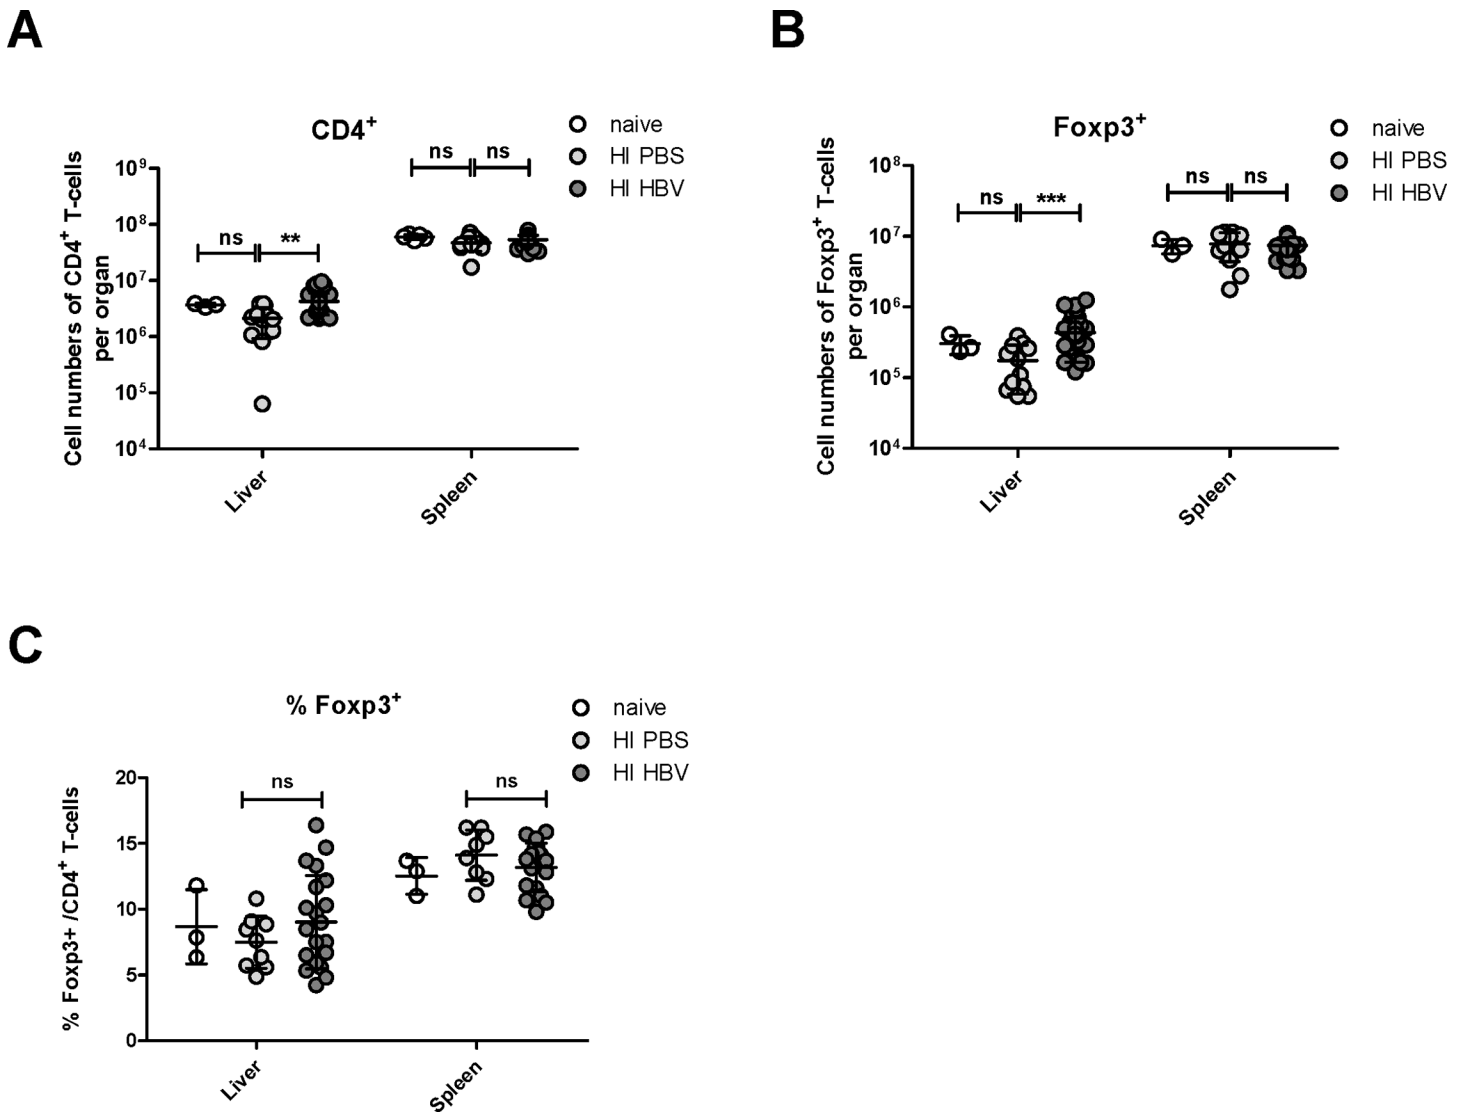 A
CD4⁺
naive
HI PBS
HI HBV
Cell numbers of CD4⁺ T-cells
per organ
10⁹
10⁸
10⁷
10⁶
10⁵
10⁴
ns
**
ns
ns
Liver
Spleen
B
Foxp3⁺
naive
HI PBS
HI HBV
Cell numbers of Foxp3⁺ T-cells
per organ
10⁸
10⁷
10⁶
10⁵
10⁴
ns
***
ns
ns
Liver
Spleen
C
% Foxp3⁺
naive
HI PBS
HI HBV
% Foxp3+ /CD4⁺ T-cells
20
15
10
5
0
ns
ns
Liver
Spleen